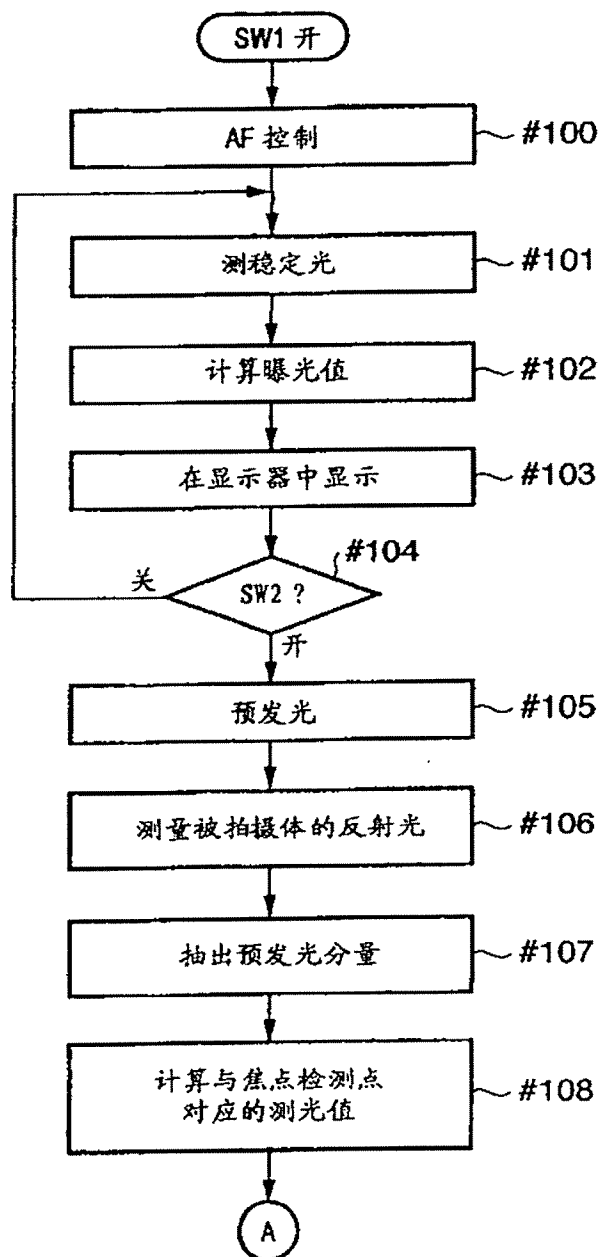 SW1 开
AF 控制
#100
测稳定光
#101
计算曝光值
#102
在显示器中显示
#103
#104
关
SW2 ?
开
预发光
#105
测量被拍摄体的反射光
#106
抽出预发光分量
#107
计算与焦点检测点
对应的测光值
#108
A